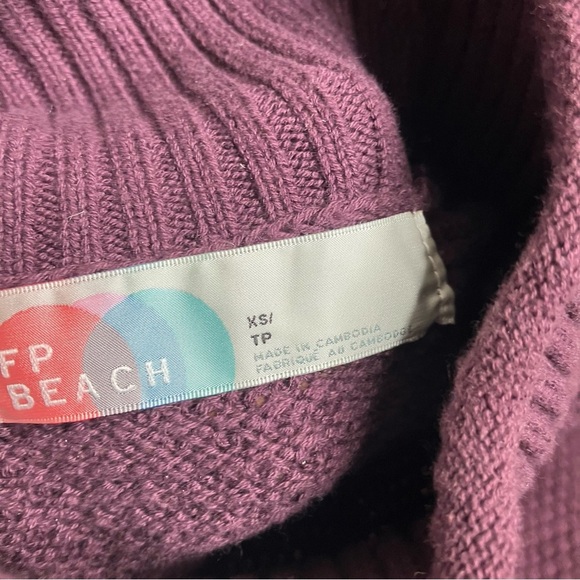 FP
BEACH
XS/
TP
MADE IN CAMBODIA
FABRIQUÉ AU CAMBODGE